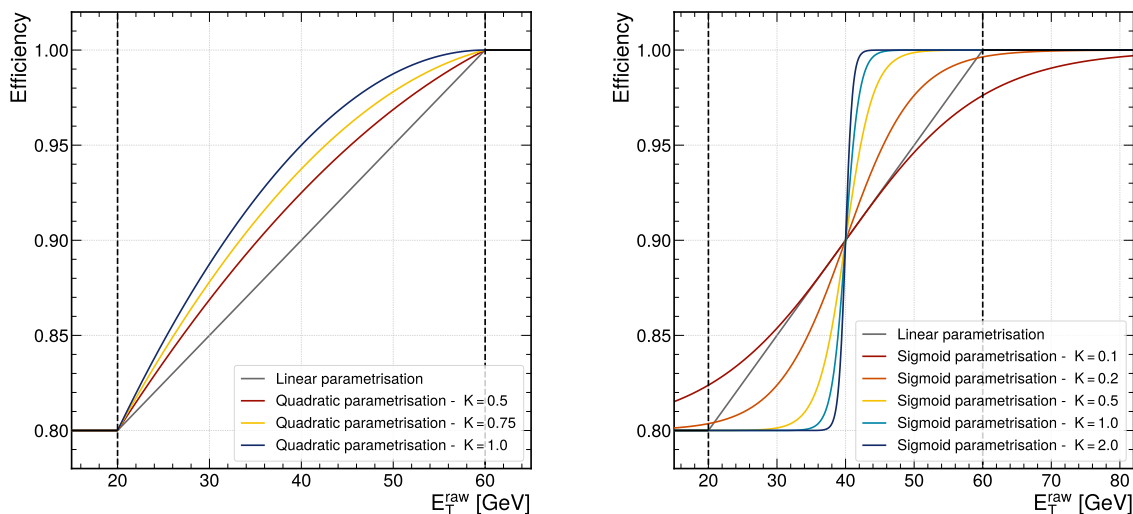 Efficiency
1.00
0.95
0.90
0.85
0.80
Linear parametrisation
Quadratic parametrisation - K = 0.5
Quadratic parametrisation - K = 0.75
Quadratic parametrisation - K = 1.0
20 30 40 50 60
E_T^raw [GeV]
Efficiency
1.00
0.95
0.90
0.85
0.80
Linear parametrisation
Sigmoid parametrisation - K = 0.1
Sigmoid parametrisation - K = 0.2
Sigmoid parametrisation - K = 0.5
Sigmoid parametrisation - K = 1.0
Sigmoid parametrisation - K = 2.0
20 30 40 50 60 70 80
E_T^raw [GeV]